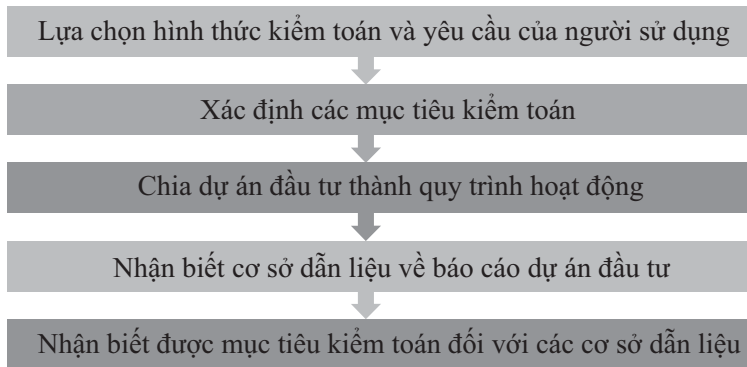 Lựa chọn hình thức kiểm toán và yêu cầu của người sử dụng
Xác định các mục tiêu kiểm toán
Chia dự án đầu tư thành quy trình hoạt động
Nhận biết cơ sở dẫn liệu về báo cáo dự án đầu tư
Nhận biết được mục tiêu kiểm toán đối với các cơ sở dẫn liệu